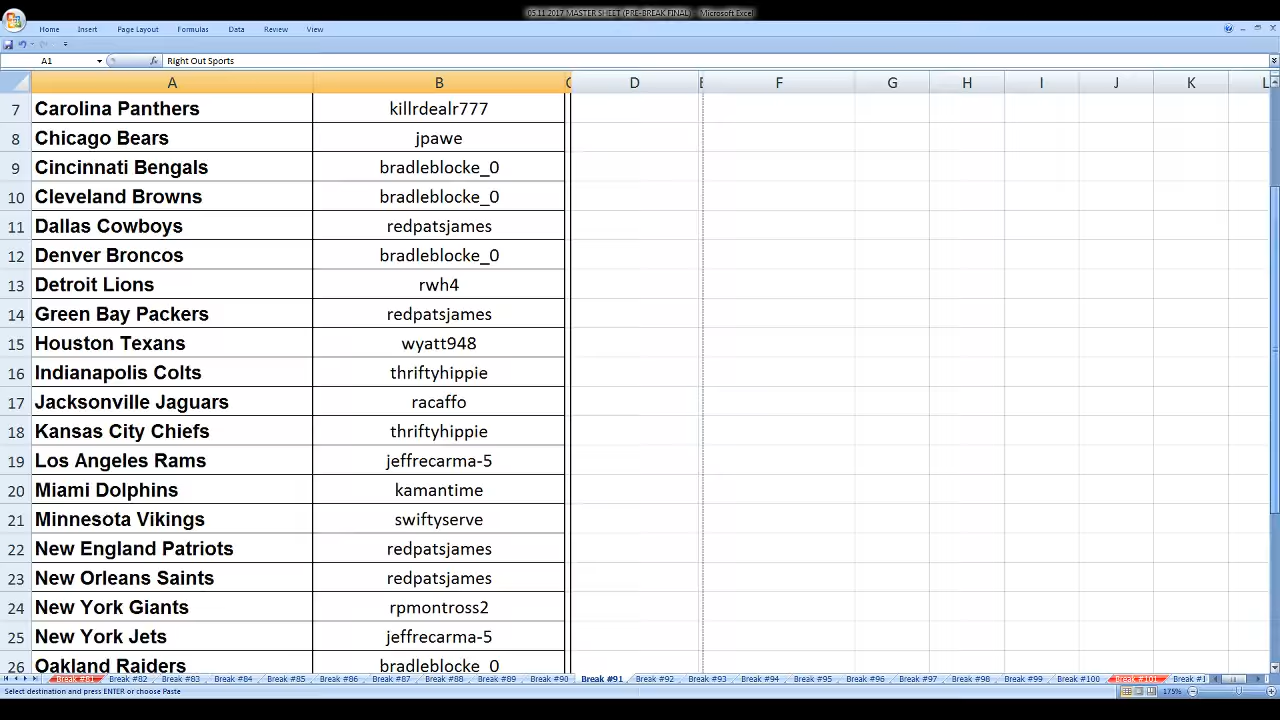 05.11.2017 MASTER SHEET (PRE-BREAK FINAL) - Microsoft Excel
Home Insert Page Layout Formulas Data Review View
A1 fx Right Out Sports
A B C D E F G H I J K L
7 Carolina Panthers killrdealr777
8 Chicago Bears jpawe
9 Cincinnati Bengals bradleblocke_0
10 Cleveland Browns bradleblocke_0
11 Dallas Cowboys redpatsjames
12 Denver Broncos bradleblocke_0
13 Detroit Lions rwh4
14 Green Bay Packers redpatsjames
15 Houston Texans wyatt948
16 Indianapolis Colts thriftyhippie
17 Jacksonville Jaguars racaffo
18 Kansas City Chiefs thriftyhippie
19 Los Angeles Rams jeffrecarma-5
20 Miami Dolphins kamantime
21 Minnesota Vikings swiftyserve
22 New England Patriots redpatsjames
23 New Orleans Saints redpatsjames
24 New York Giants rpmontross2
25 New York Jets jeffrecarma-5
26 Oakland Raiders bradleblocke_0
Break #81 Break #82 Break #83 Break #84 Break #85 Break #86 Break #87 Break #88 Break #89 Break #90 Break #91 Break #92 Break #93 Break #94 Break #95 Break #96 Break #97 Break #98 Break #99 Break #100 Break #101 Break #1
Select destination and press ENTER or choose Paste 175%